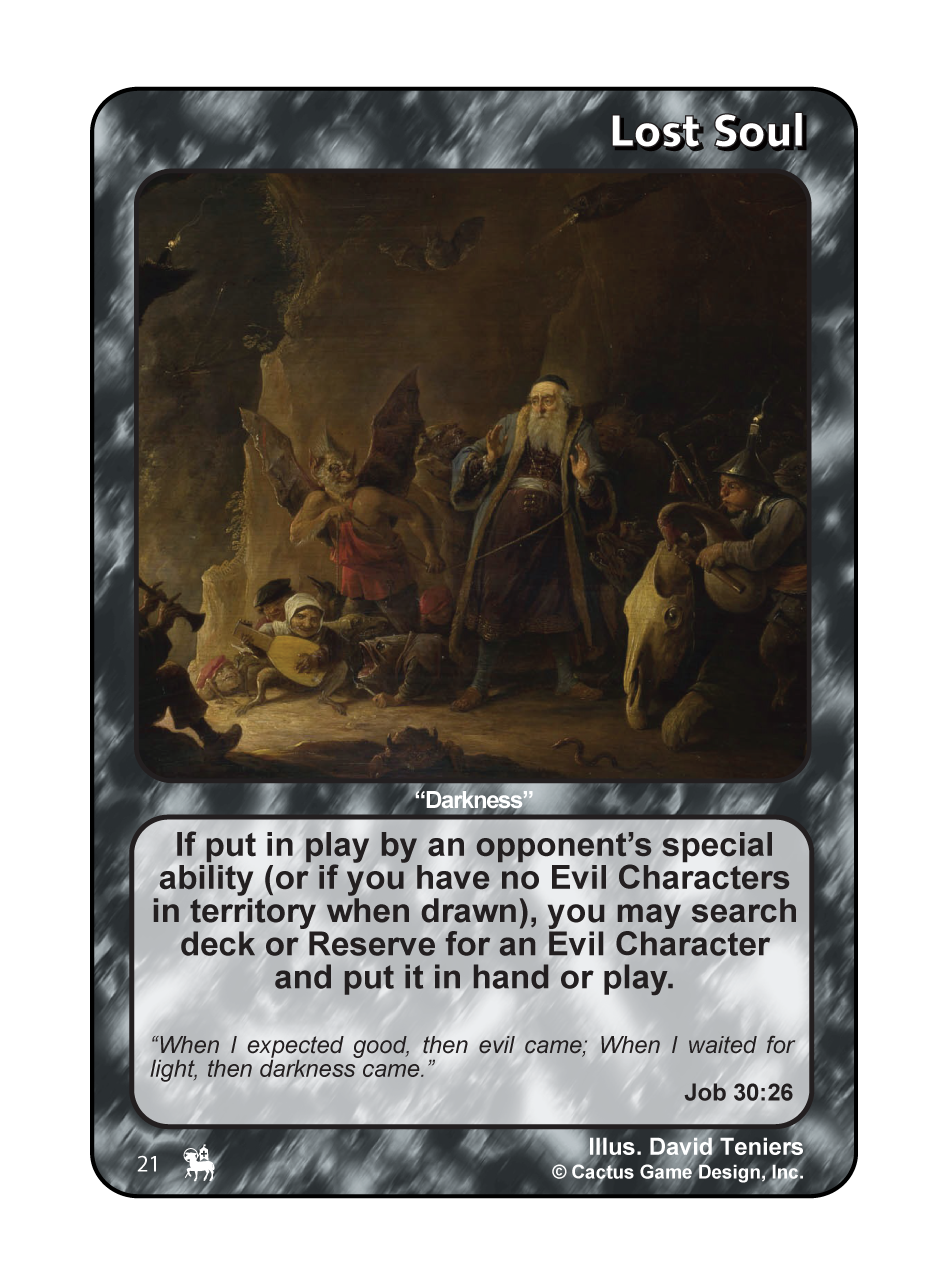 Lost Soul
“Darkness”
If put in play by an opponent’s special
ability (or if you have no Evil Characters
in territory when drawn), you may search
deck or Reserve for an Evil Character
and put it in hand or play.
“When I expected good, then evil came; When I waited for
light, then darkness came.”
Job 30:26
Illus. David Teniers
21
© Cactus Game Design, Inc.